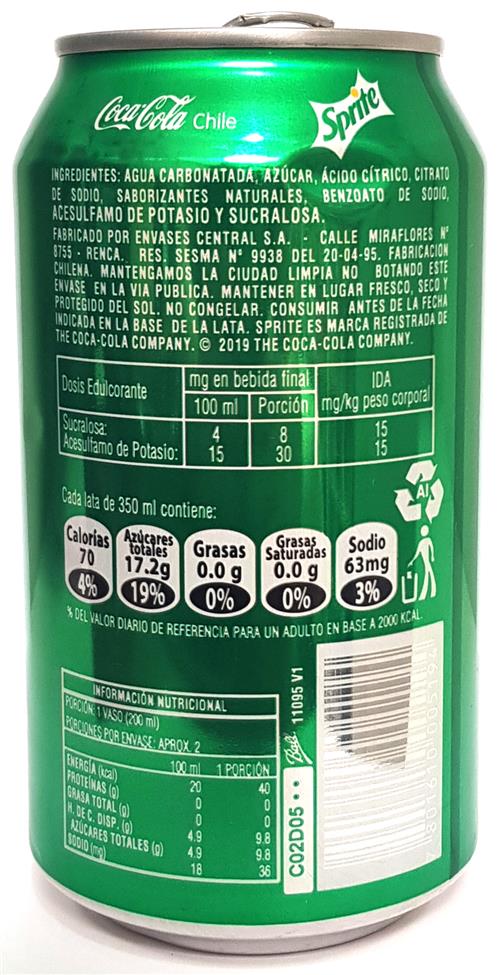 Coca-Cola Chile
Sprite
INGREDIENTES: AGUA CARBONATADA, AZÚCAR, ÁCIDO CÍTRICO, CITRATO
DE SODIO, SABORIZANTES NATURALES, BENZOATO DE SODIO,
ACESULFAMO DE POTASIO Y SUCRALOSA.
FABRICADO POR ENVASES CENTRAL S.A. - CALLE MIRAFLORES Nº
8755 - RENCA. RES. SESMA Nº 9938 DEL 20-04-95. FABRICACION
CHILENA. MANTENGAMOS LA CIUDAD LIMPIA NO BOTANDO ESTE
ENVASE EN LA VIA PUBLICA. MANTENER EN LUGAR FRESCO, SECO Y
PROTEGIDO DEL SOL. NO CONGELAR. CONSUMIR ANTES DE LA FECHA
INDICADA EN LA BASE DE LA LATA. SPRITE ES MARCA REGISTRADA DE
THE COCA-COLA COMPANY. © 2019 THE COCA-COLA COMPANY.
Dosis Edulcorante mg en bebida final IDA
100 ml Porción mg/kg peso corporal
Sucralosa: 4 8 15
Acesulfamo de Potasio: 15 30 15
Al
Cada lata de 350 ml contiene:
Calorías 70 4%
Azúcares totales 17.2g 19%
Grasas 0.0 g 0%
Grasas Saturadas 0.0 g 0%
Sodio 63mg 3%
% DEL VALOR DIARIO DE REFERENCIA PARA UN ADULTO EN BASE A 2000 KCAL.
INFORMACIÓN NUTRICIONAL
PORCIÓN: 1 VASO (200 ml)
PORCIONES POR ENVASE: APROX. 2
100 ml 1 PORCIÓN
ENERGÍA (kcal) 20 40
PROTEÍNAS (g) 0 0
GRASA TOTAL (g) 0 0
H. DE C. DISP. (g) 4.9 9.8
AZÚCARES TOTALES (g) 4.9 9.8
SODIO (mg) 18 36
Ball 11095 V1
C02D05 • •